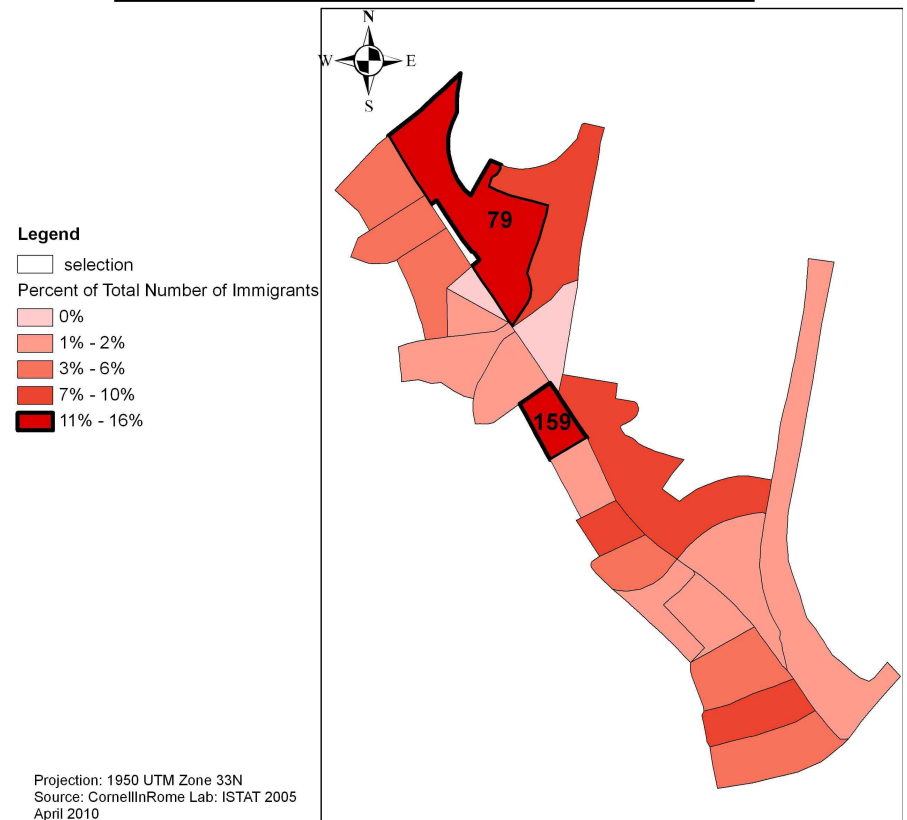 N
W E
S
79
159
Legend
selection
Percent of Total Number of Immigrants
0%
1% - 2%
3% - 6%
7% - 10%
11% - 16%
Projection: 1950 UTM Zone 33N
Source: CornellInRome Lab: ISTAT 2005
April 2010